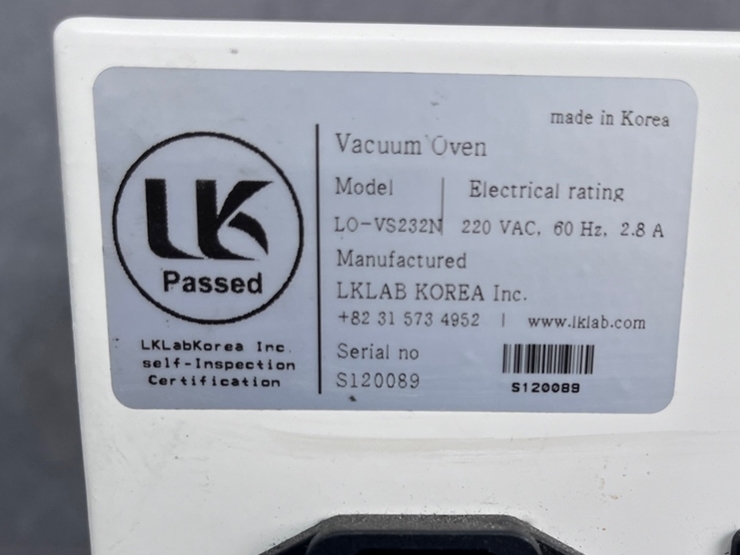 made in Korea
Vacuum Oven
Model
Electrical rating
LO-VS232N
220 VAC, 60 Hz, 2.8 A
Manufactured
LKLAB KOREA Inc.
+82 31 573 4952 | www.lklab.com
Serial no
S120089
S120089
LK
Passed
LKLabKorea Inc.
self-Inspection
Certification